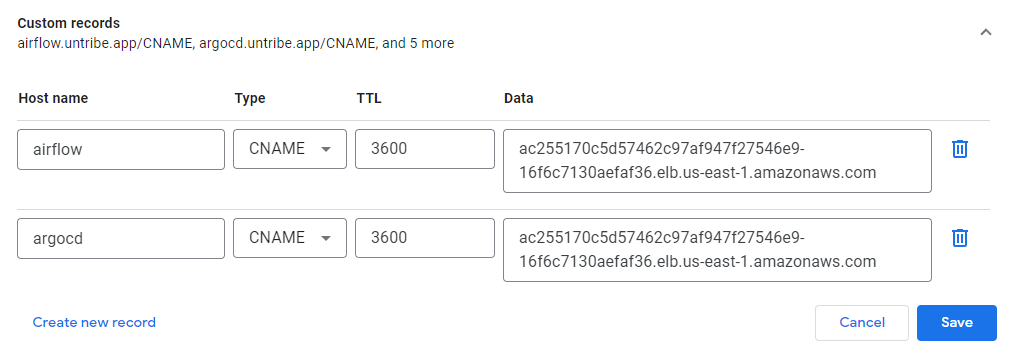 Custom records
airflow.untribe.app/CNAME, argocd.untribe.app/CNAME, and 5 more
Host name Type TTL Data
airflow CNAME 3600 ac255170c5d57462c97af947f27546e9-
16f6c7130aefaf36.elb.us-east-1.amazonaws.com
argocd CNAME 3600 ac255170c5d57462c97af947f27546e9-
16f6c7130aefaf36.elb.us-east-1.amazonaws.com
Create new record Cancel Save